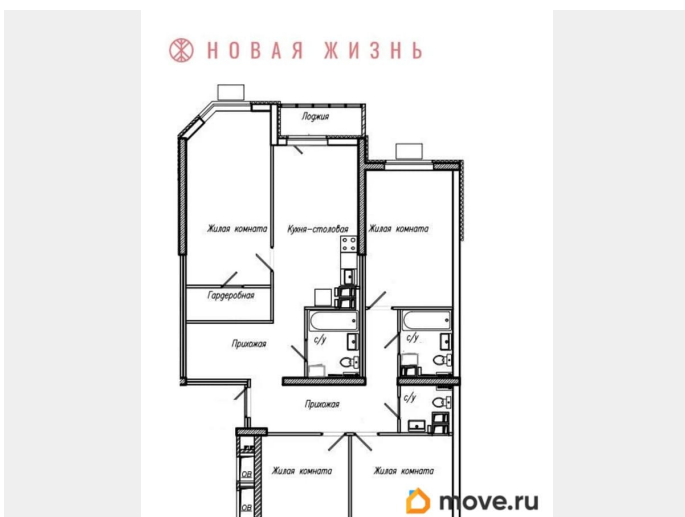 НОВАЯ ЖИЗНЬ
Лоджия
Жилая комната
Кухня-столовая
Жилая комната
Гардеробная
Прихожая
с/у
с/у
Прихожая
с/у
Жилая комната
Жилая комната
ОВ
ОВ
move.ru